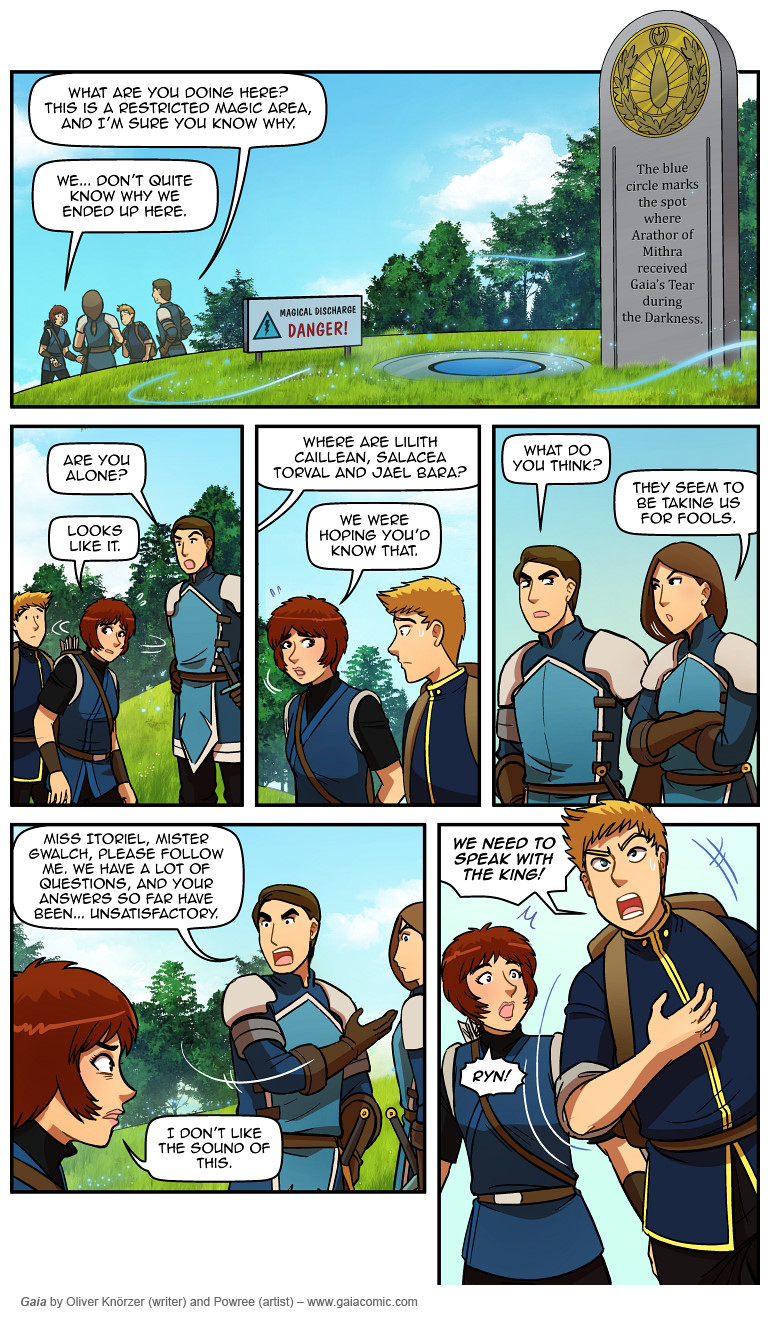 WHAT ARE YOU DOING HERE?
THIS IS A RESTRICTED MAGIC AREA,
AND I'M SURE YOU KNOW WHY.
WE... DON'T QUITE
KNOW WHY WE
ENDED UP HERE.
MAGICAL DISCHARGE
DANGER!
The blue
circle marks
the spot
where
Arathor of
Mithra
received
Gaia's Tear
during
the Darkness.
ARE YOU
ALONE?
LOOKS
LIKE IT.
WHERE ARE LILITH
CAILLEAN, SALACEA
TORVAL AND JAEL BARA?
WE WERE
HOPING YOU'D
KNOW THAT.
WHAT DO
YOU THINK?
THEY SEEM TO
BE TAKING US
FOR FOOLS.
MISS ITORIEL, MISTER
GWALCH, PLEASE FOLLOW
ME. WE HAVE A LOT OF
QUESTIONS, AND YOUR
ANSWERS SO FAR HAVE
BEEN... UNSATISFACTORY.
I DON'T LIKE
THE SOUND OF
THIS.
WE NEED TO
SPEAK WITH
THE KING!
RYN!
Gaia by Oliver Knörzer (writer) and Powree (artist) – www.gaiacomic.com